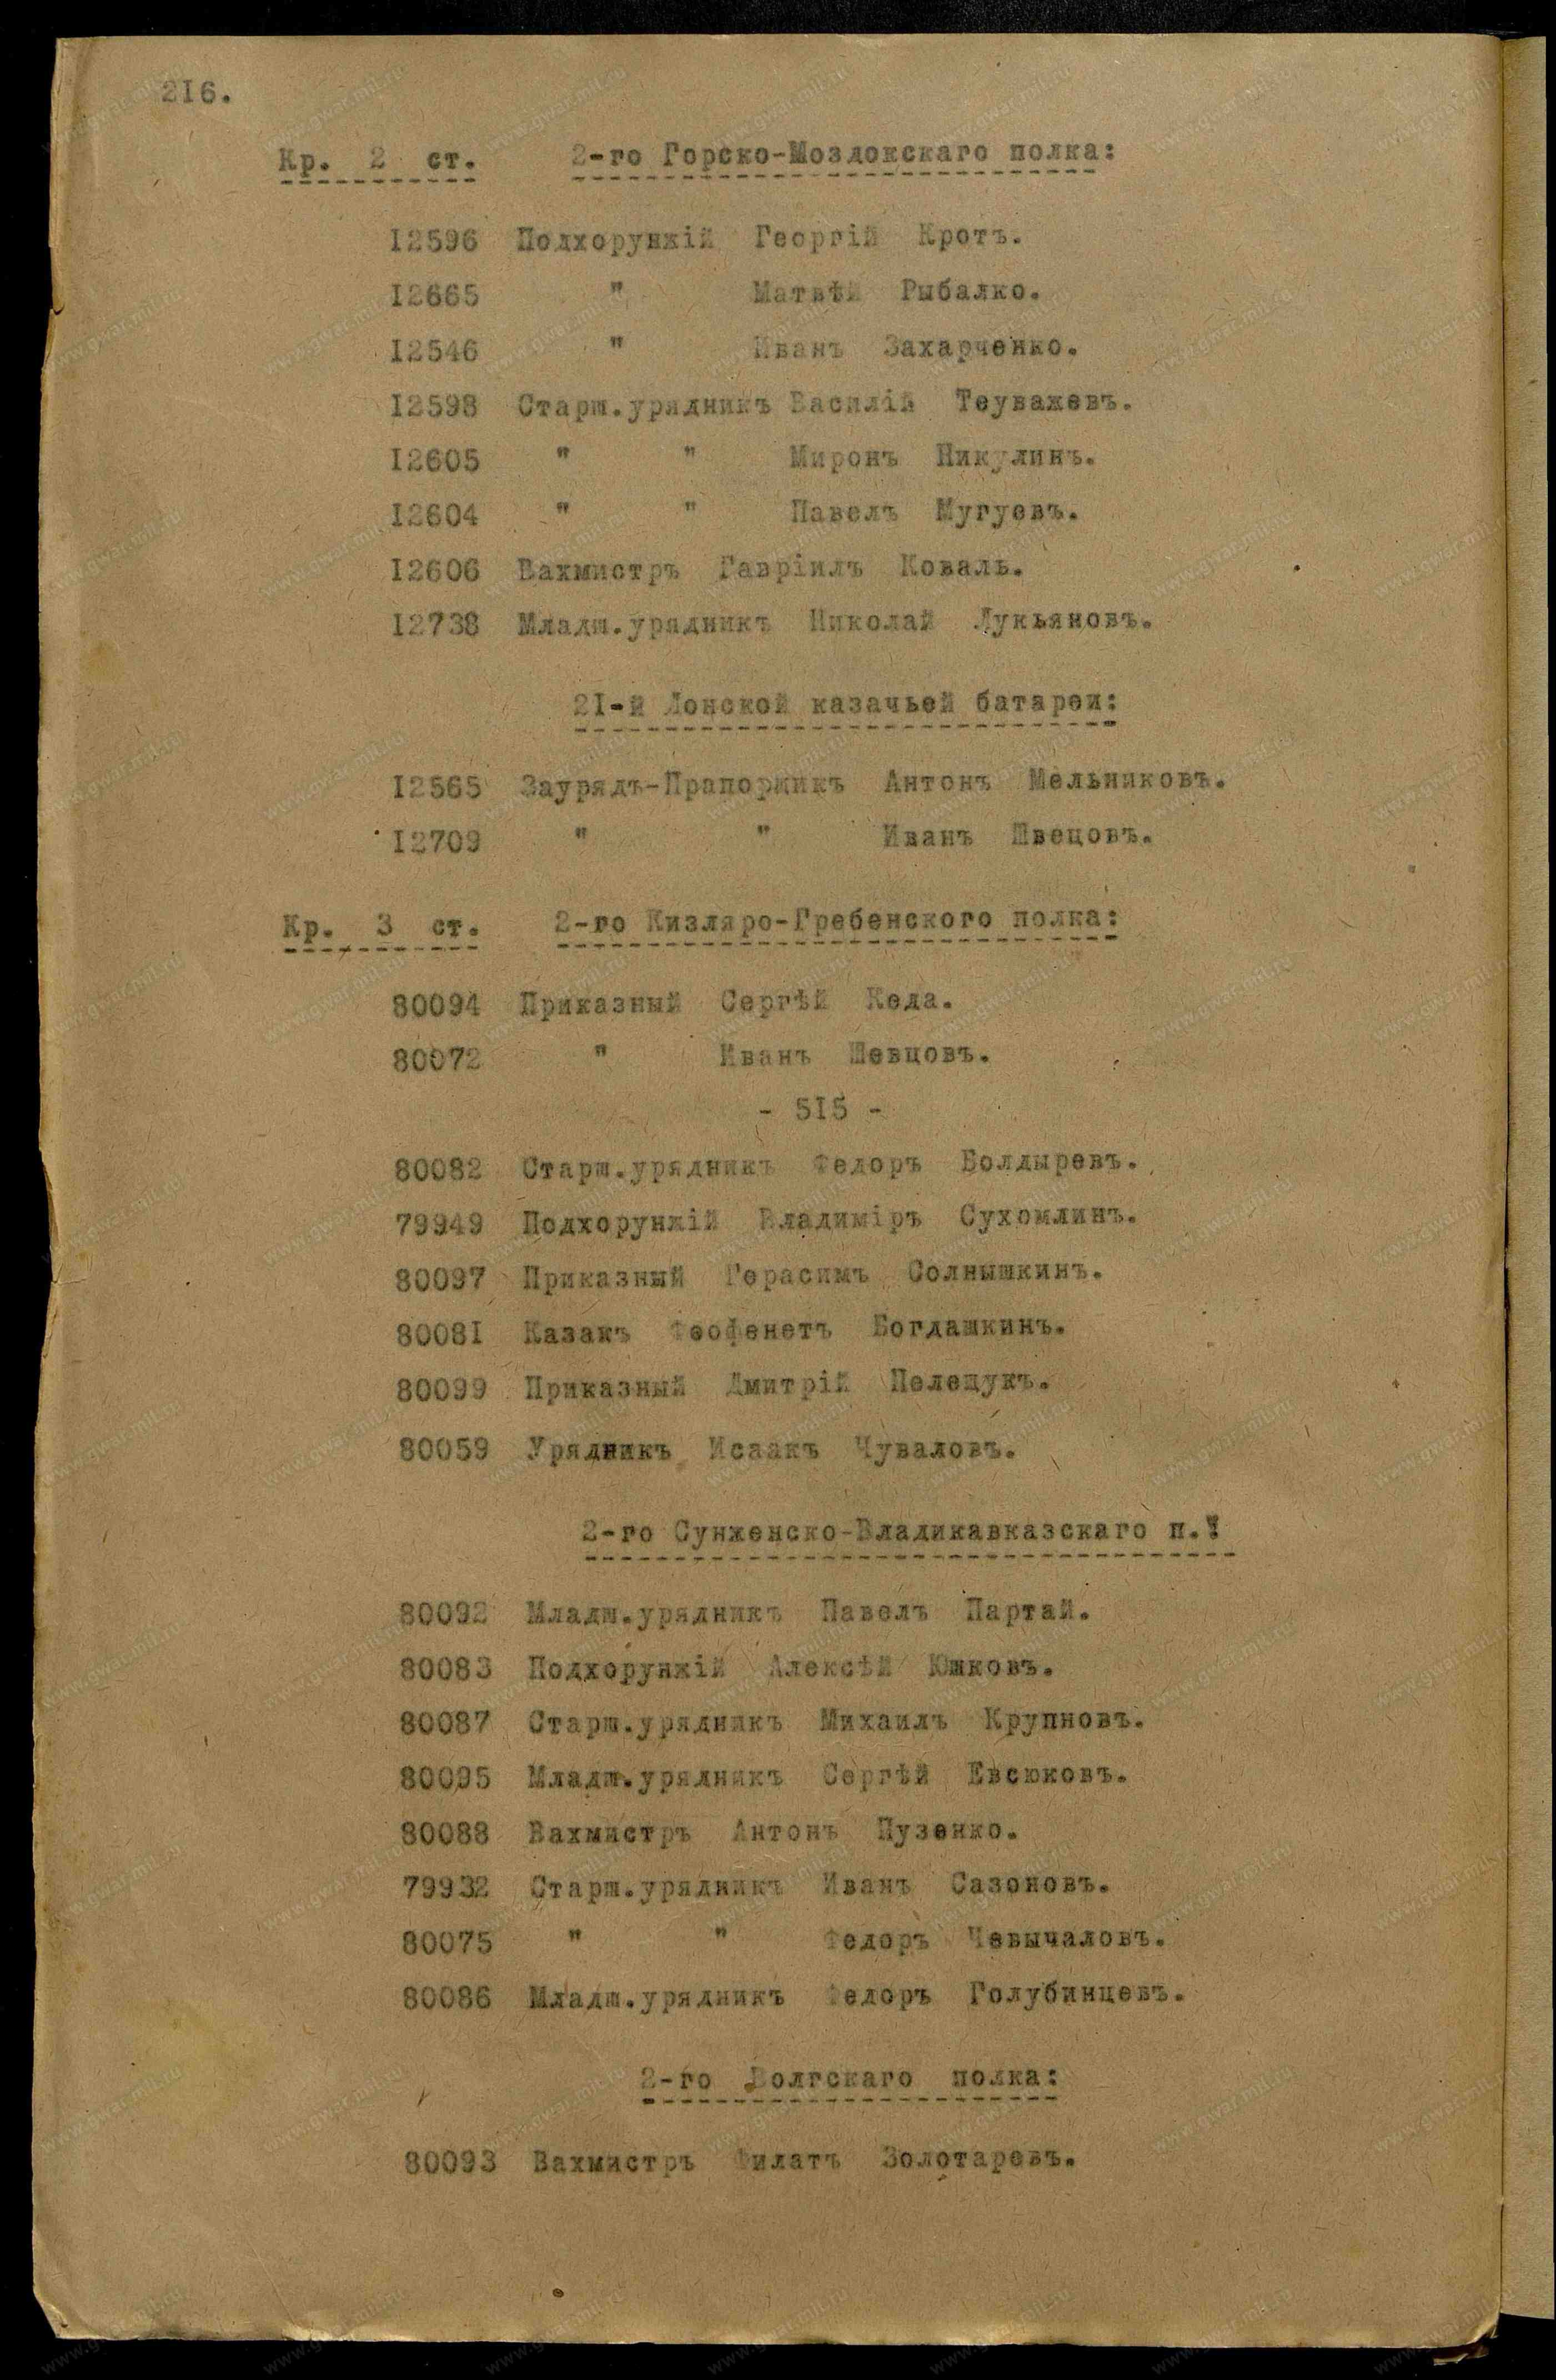 216.
Кр. 2 ст. 2-го Горско-Моздокскаго полка:
12596 Подхорунжій Георгій Кротъ.
12665 " Матвѣй Рыбалко.
12546 " Иванъ Захарченко.
12598 Старш.урядникъ Василій Теуважевъ.
12605 " " Миронъ Никулинъ.
12604 " " Павелъ Мугуевъ.
12606 Вахмистръ Гавріилъ Коваль.
12738 Младш.урядникъ Николай Лукьяновъ.
21-й Донской казачьей батареи:
12565 Заурядъ-Прапорщикъ Антонъ Мельниковъ.
12709 " " Иванъ Швецовъ.
Кр. 3 ст. 2-го Кизляро-Гребенского полка:
80094 Приказный Сергѣй Кеда.
80072 " Иванъ Шевцовъ.
- 515 -
80082 Старш.урядникъ Федоръ Болдыревъ.
79949 Подхорунжій Владиміръ Сухомлинъ.
80097 Приказный Герасимъ Солнышкинъ.
80081 Казакъ Феофенетъ Богдашкинъ.
80099 Приказный Дмитрій Пелещукъ.
80059 Урядникъ Исаакъ Чуваловъ.
2-го Сунженско-Владикавказскаго п.:
80092 Младш.урядникъ Павелъ Партай.
80083 Подхорунжій Алексѣй Юшковъ.
80087 Старш.урядникъ Михаилъ Крупновъ.
80095 Младш.урядникъ Сергѣй Евсюковъ.
80088 Вахмистръ Антонъ Пузенко.
79932 Старш.урядникъ Иванъ Сазоновъ.
80075 " " Федоръ Чевычаловъ.
80086 Младш.урядникъ Федоръ Голубинцевъ.
2-го Волгскаго полка:
80093 Вахмистръ Филатъ Золотаревъ.